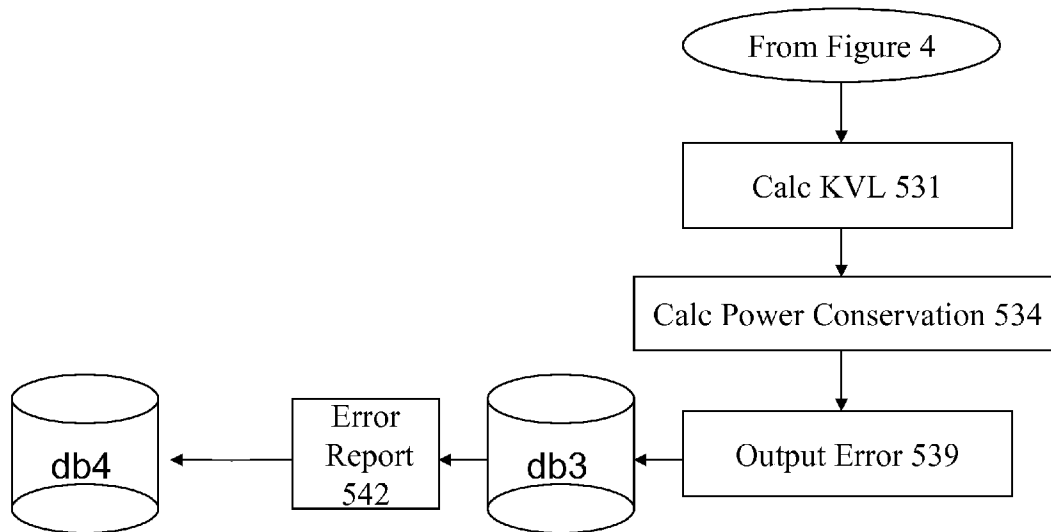 From Figure 4
Calc KVL 531
Calc Power Conservation 534
Output Error 539
db3
Error
Report
542
db4